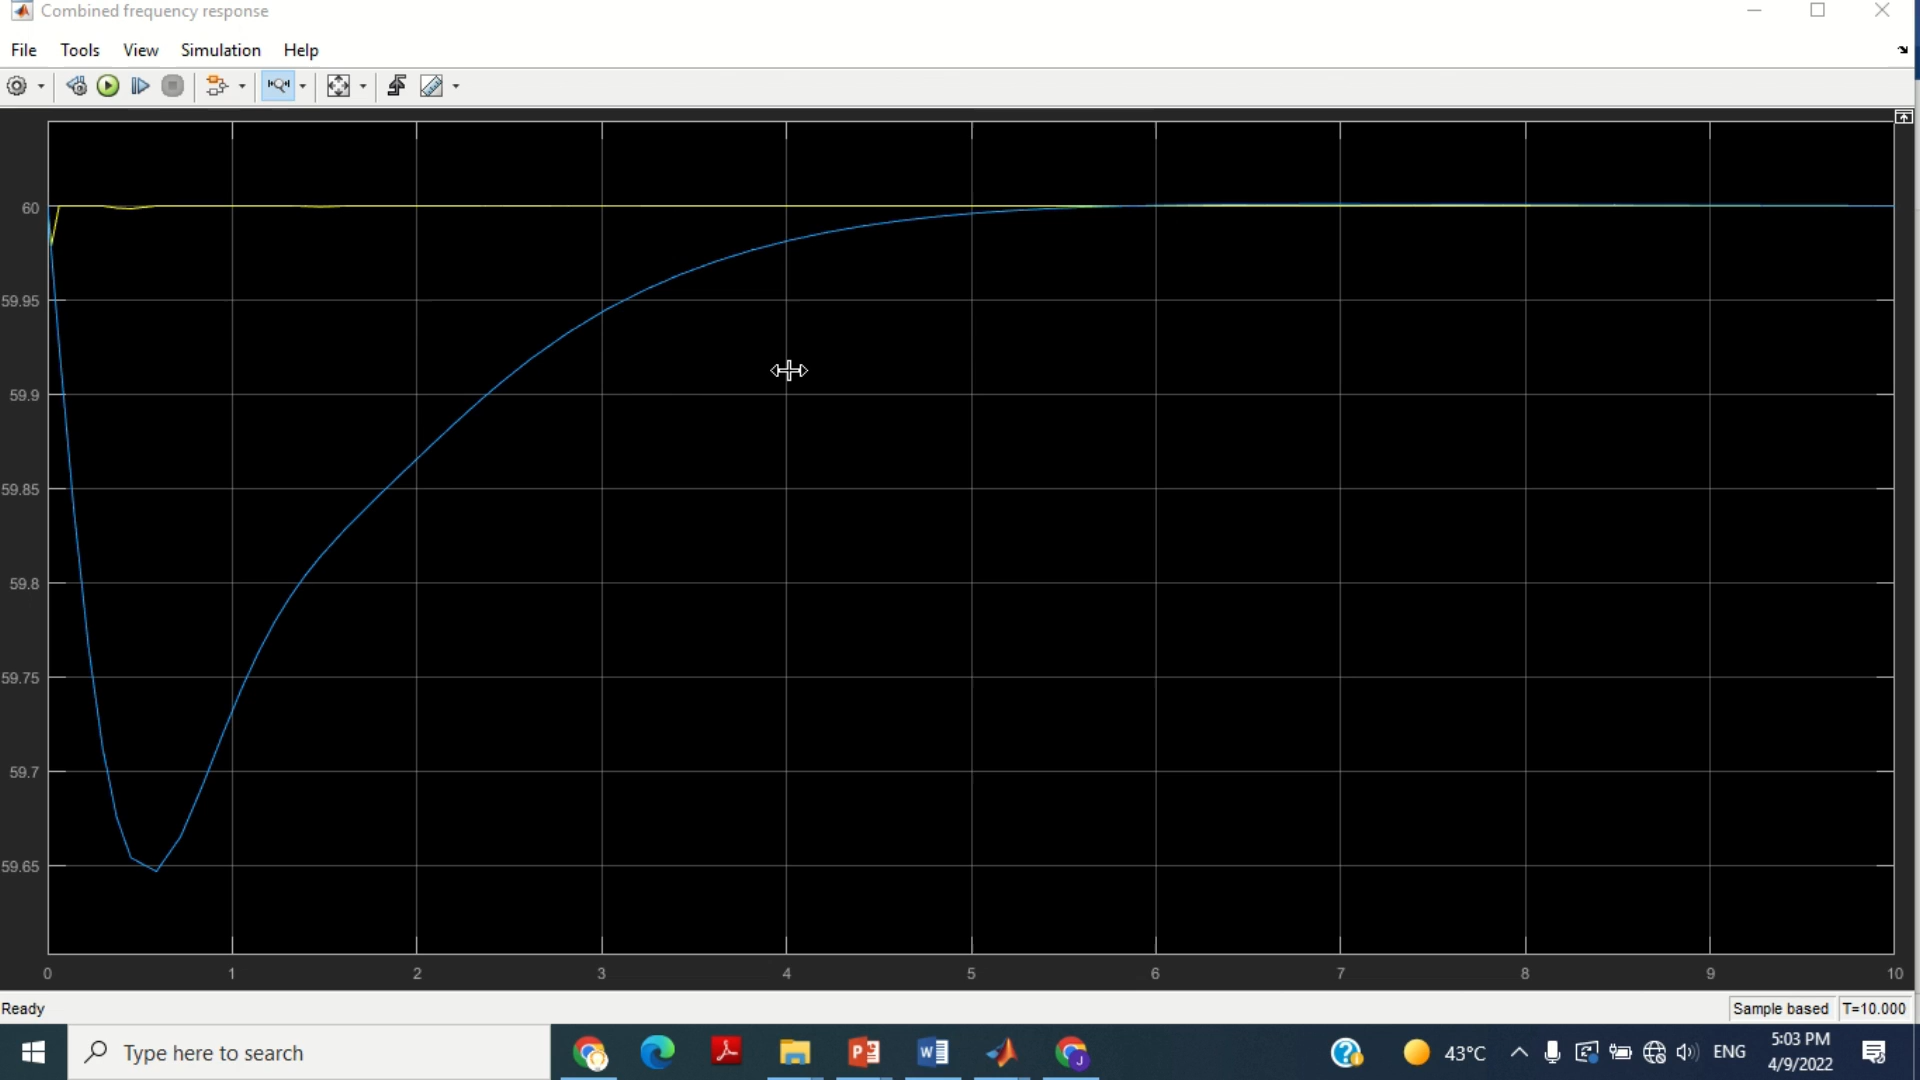 Combined frequency response
File Tools View Simulation Help
60
59.95
59.9
59.85
59.8
59.75
59.7
59.65
0 1 2 3 4 5 6 7 8 9 10
Ready Sample based T=10.000
Type here to search 43°C ENG 5:03 PM
4/9/2022